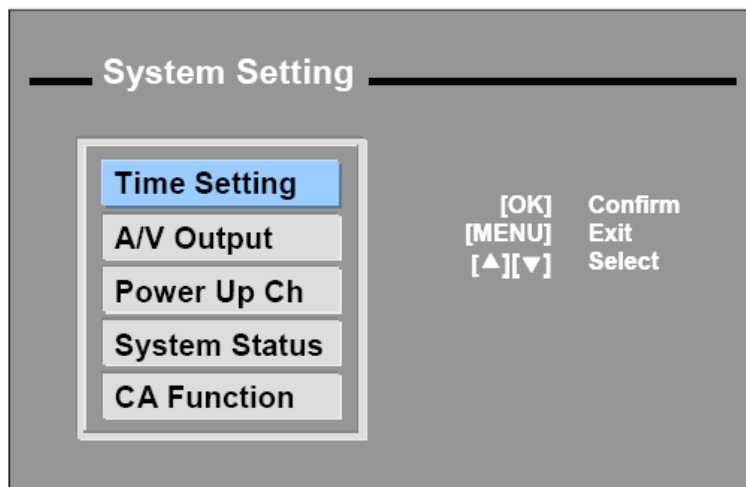 System Setting
Time Setting
A/V Output
Power Up Ch
System Status
CA Function
[OK] Confirm
[MENU] Exit
[▲][▼] Select